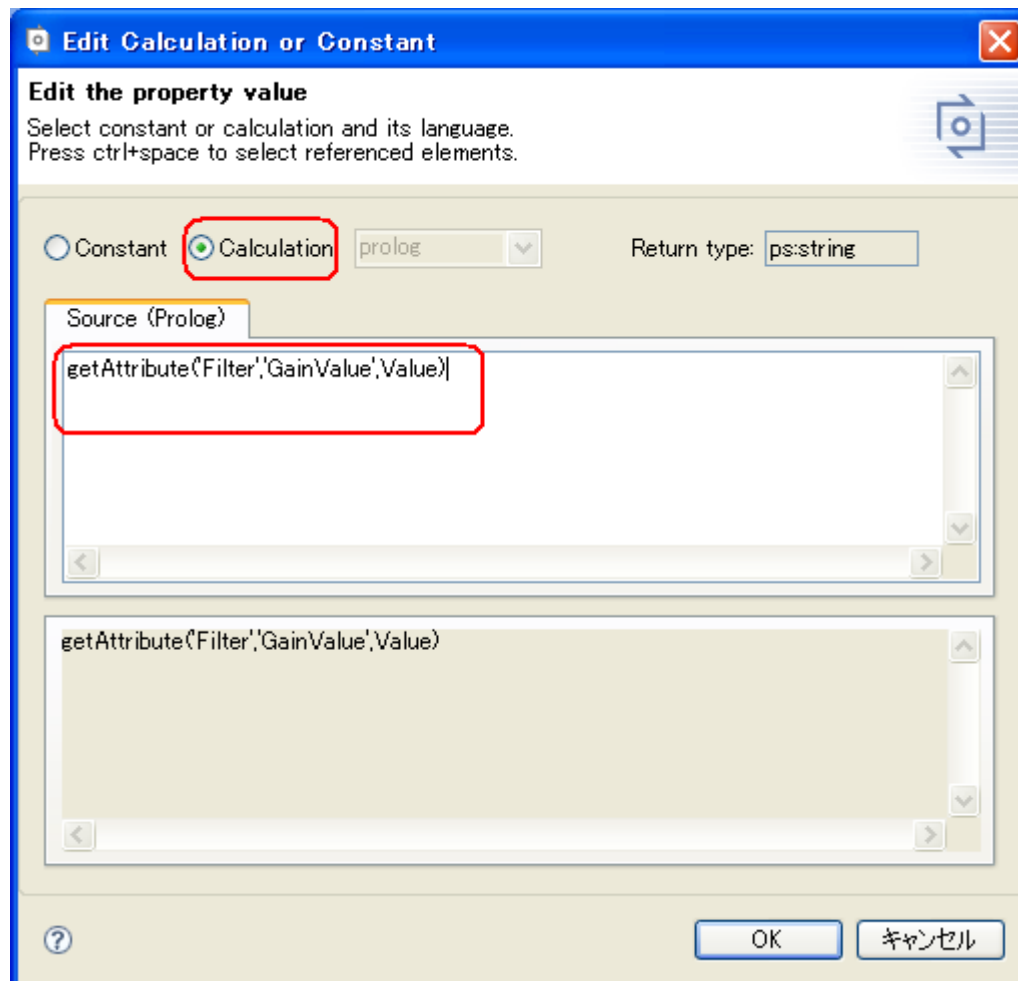 Edit Calculation or Constant
Edit the property value
Select constant or calculation and its language.
Press ctrl+space to select referenced elements.
Constant Calculation prolog Return type: ps:string
Source (Prolog)
getAttribute('Filter','GainValue',Value)
getAttribute('Filter','GainValue',Value)
OK キャンセル